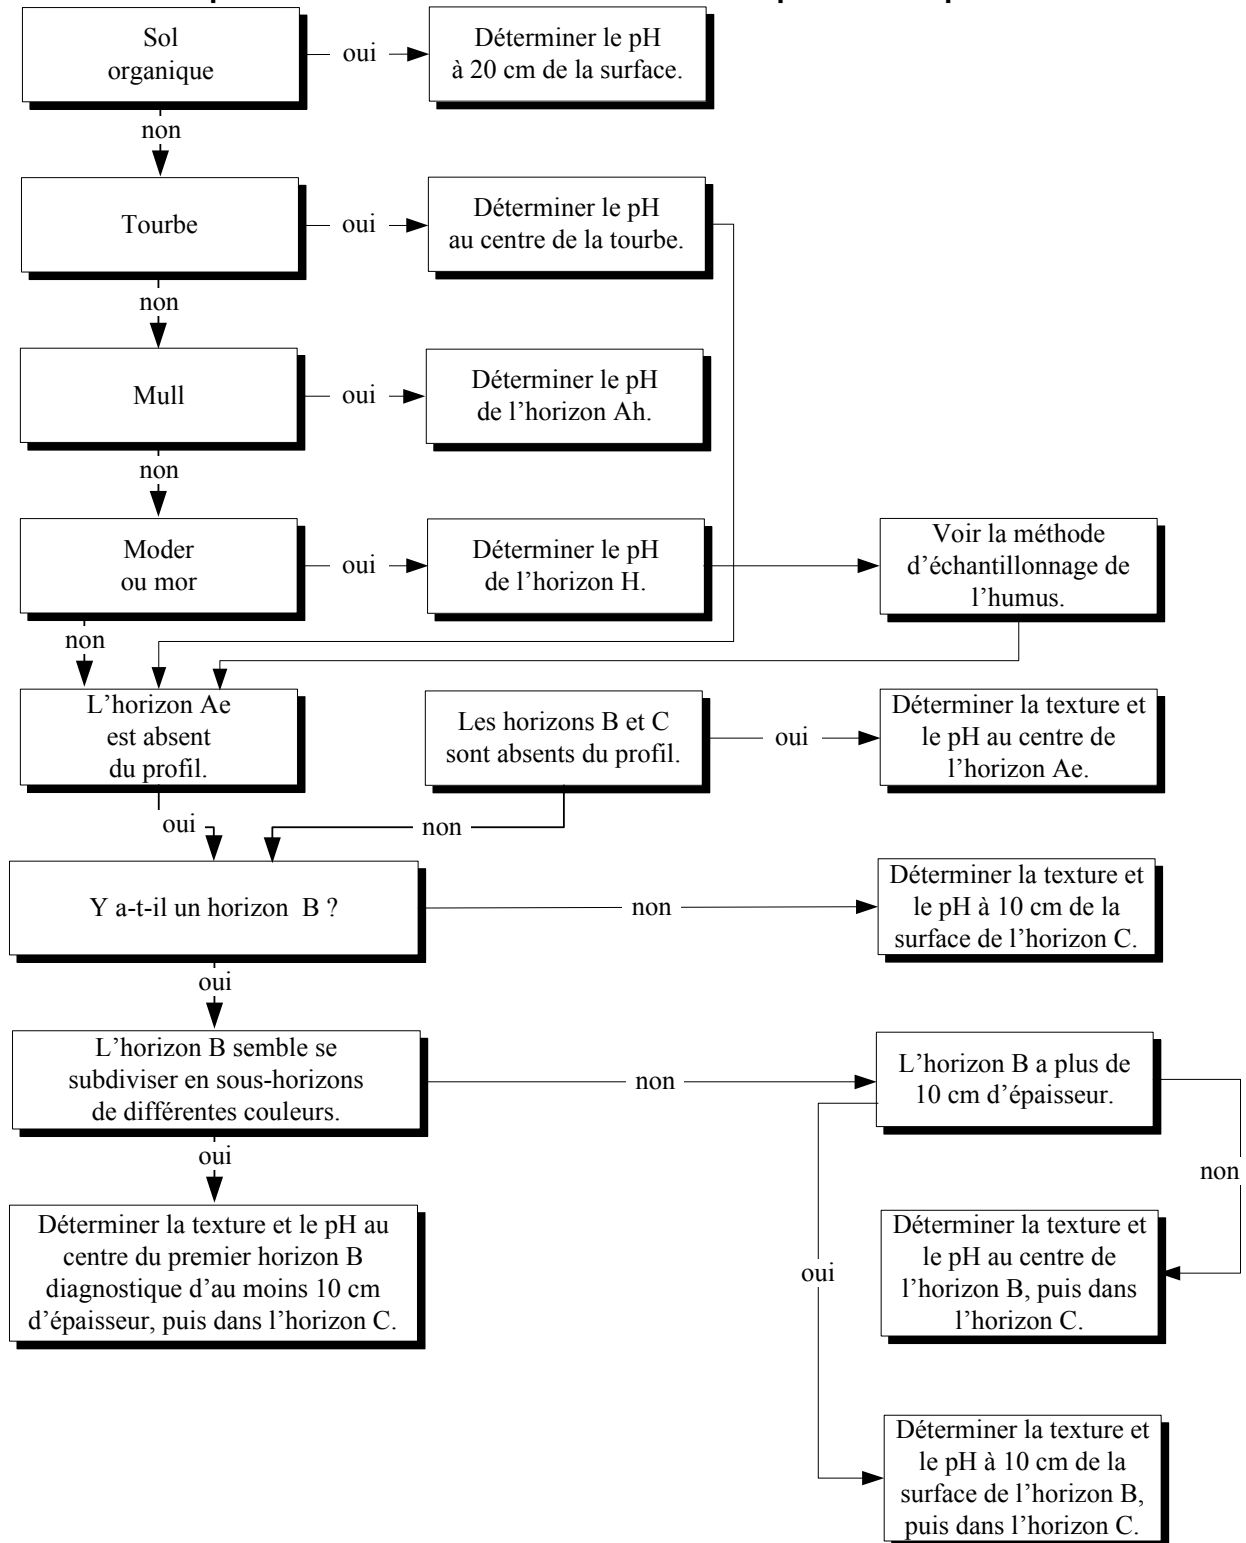 Sol
organique
oui
Déterminer le pH
à 20 cm de la surface.
non
Tourbe
oui
Déterminer le pH
au centre de la tourbe.
non
Mull
oui
Déterminer le pH
de l’horizon Ah.
non
Moder
ou mor
oui
Déterminer le pH
de l’horizon H.
Voir la méthode
d'échantillonnage de
l’humus.
non
L’horizon Ae
est absent
du profil.
Les horizons B et C
sont absents du profil.
oui
Déterminer la texture et
le pH au centre de
l’horizon Ae.
oui
non
Y a-t-il un horizon B ?
non
Déterminer la texture et
le pH à 10 cm de la
surface de l’horizon C.
oui
L’horizon B semble se
subdiviser en sous-horizons
de différentes couleurs.
non
L’horizon B a plus de
10 cm d’épaisseur.
oui
non
Déterminer la texture et le pH au
centre du premier horizon B
diagnostique d’au moins 10 cm
d’épaisseur, puis dans l’horizon C.
oui
Déterminer la texture et
le pH au centre de
l’horizon B, puis dans
l’horizon C.
Déterminer la texture et
le pH à 10 cm de la
surface de l’horizon B,
puis dans l’horizon C.